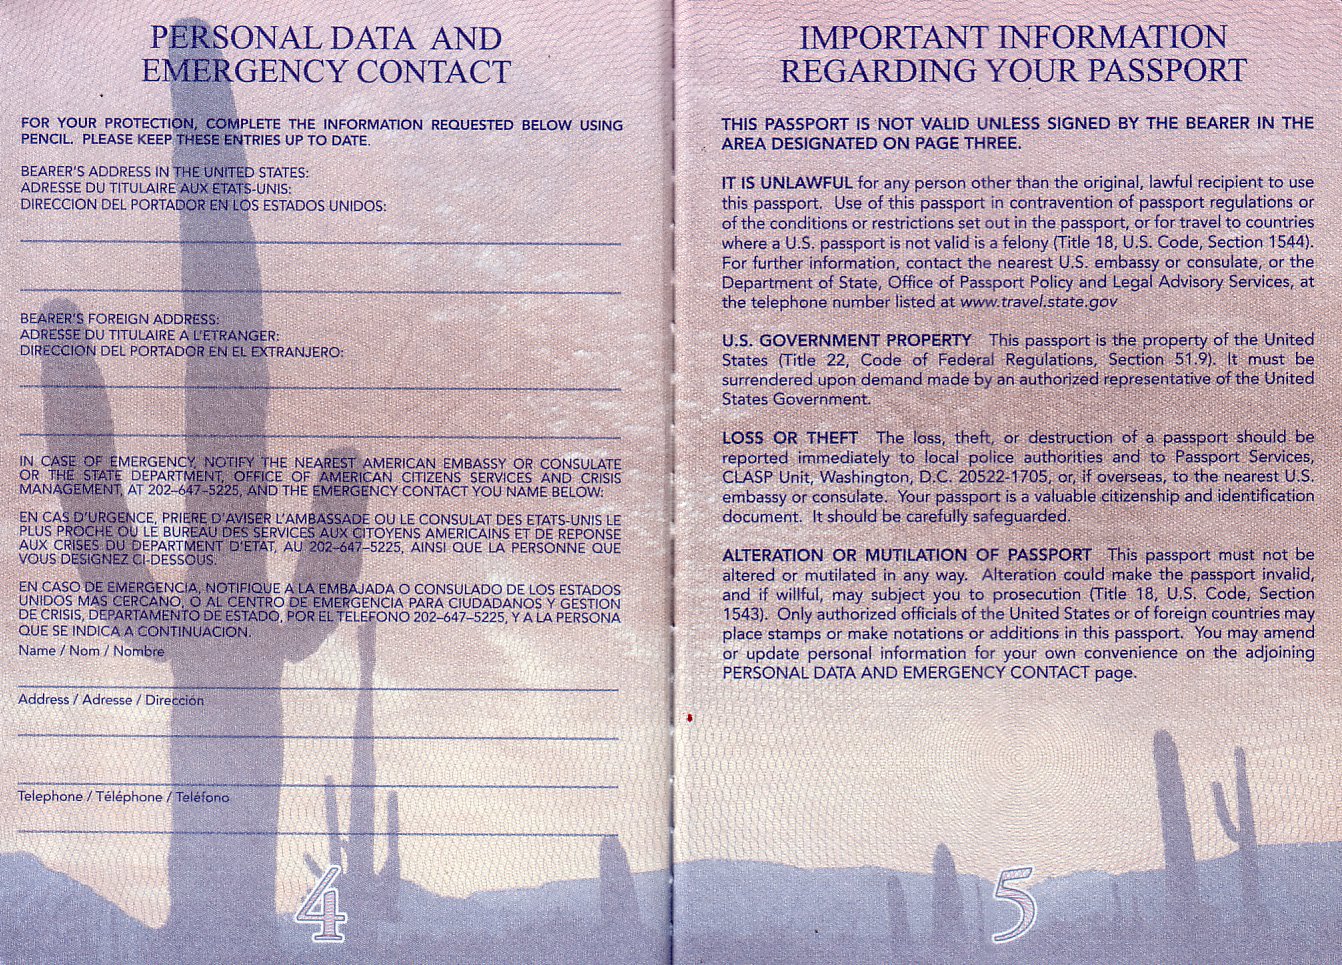 PERSONAL DATA AND
EMERGENCY CONTACT
FOR YOUR PROTECTION, COMPLETE THE INFORMATION REQUESTED BELOW USING
PENCIL. PLEASE KEEP THESE ENTRIES UP TO DATE.
BEARER'S ADDRESS IN THE UNITED STATES:
ADRESSE DU TITULAIRE AUX ETATS-UNIS:
DIRECCION DEL PORTADOR EN LOS ESTADOS UNIDOS:
BEARER'S FOREIGN ADDRESS:
ADRESSE DU TITULAIRE A L'ETRANGER:
DIRECCION DEL PORTADOR EN EL EXTRANJERO:
IN CASE OF EMERGENCY, NOTIFY THE NEAREST AMERICAN EMBASSY OR CONSULATE
OR THE STATE DEPARTMENT, OFFICE OF AMERICAN CITIZENS SERVICES AND CRISIS
MANAGEMENT, AT 202–647–5225, AND THE EMERGENCY CONTACT YOU NAME BELOW:
EN CAS D'URGENCE, PRIERE D'AVISER L'AMBASSADE OU LE CONSULAT DES ETATS-UNIS LE
PLUS PROCHE OU LE BUREAU DES SERVICES AUX CITOYENS AMERICAINS ET DE REPONSE
AUX CRISES DU DEPARTMENT D'ETAT, AU 202–647–5225, AINSI QUE LA PERSONNE QUE
VOUS DESIGNEZ CI-DESSOUS.
EN CASO DE EMERGENCIA, NOTIFIQUE A LA EMBAJADA O CONSULADO DE LOS ESTADOS
UNIDOS MAS CERCANO, O AL CENTRO DE EMERGENCIA PARA CIUDADANOS Y GESTION
DE CRISIS, DEPARTAMENTO DE ESTADO, POR EL TELEFONO 202–647–5225, Y A LA PERSONA
QUE SE INDICA A CONTINUACION.
Name / Nom / Nombre
Address / Adresse / Dirección
Telephone / Téléphone / Teléfono
4
IMPORTANT INFORMATION
REGARDING YOUR PASSPORT
THIS PASSPORT IS NOT VALID UNLESS SIGNED BY THE BEARER IN THE
AREA DESIGNATED ON PAGE THREE.
IT IS UNLAWFUL for any person other than the original, lawful recipient to use
this passport. Use of this passport in contravention of passport regulations or
of the conditions or restrictions set out in the passport, or for travel to countries
where a U.S. passport is not valid is a felony (Title 18, U.S. Code, Section 1544).
For further information, contact the nearest U.S. embassy or consulate, or the
Department of State, Office of Passport Policy and Legal Advisory Services, at
the telephone number listed at www.travel.state.gov
U.S. GOVERNMENT PROPERTY This passport is the property of the United
States (Title 22, Code of Federal Regulations, Section 51.9). It must be
surrendered upon demand made by an authorized representative of the United
States Government.
LOSS OR THEFT The loss, theft, or destruction of a passport should be
reported immediately to local police authorities and to Passport Services,
CLASP Unit, Washington, D.C. 20522-1705, or, if overseas, to the nearest U.S.
embassy or consulate. Your passport is a valuable citizenship and identification
document. It should be carefully safeguarded.
ALTERATION OR MUTILATION OF PASSPORT This passport must not be
altered or mutilated in any way. Alteration could make the passport invalid,
and if willful, may subject you to prosecution (Title 18, U.S. Code, Section
1543). Only authorized officials of the United States or of foreign countries may
place stamps or make notations or additions in this passport. You may amend
or update personal information for your own convenience on the adjoining
PERSONAL DATA AND EMERGENCY CONTACT page.
5